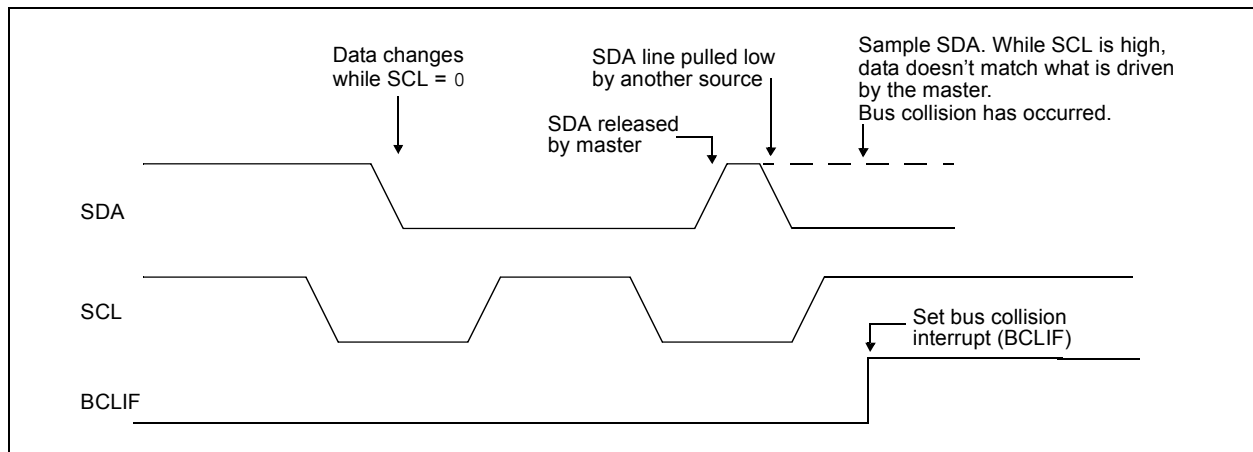 Data changes
while SCL = 0
SDA line pulled low
by another source
Sample SDA. While SCL is high,
data doesn’t match what is driven
by the master.
Bus collision has occurred.
SDA released
by master
SDA
SCL
Set bus collision
interrupt (BCLIF)
BCLIF